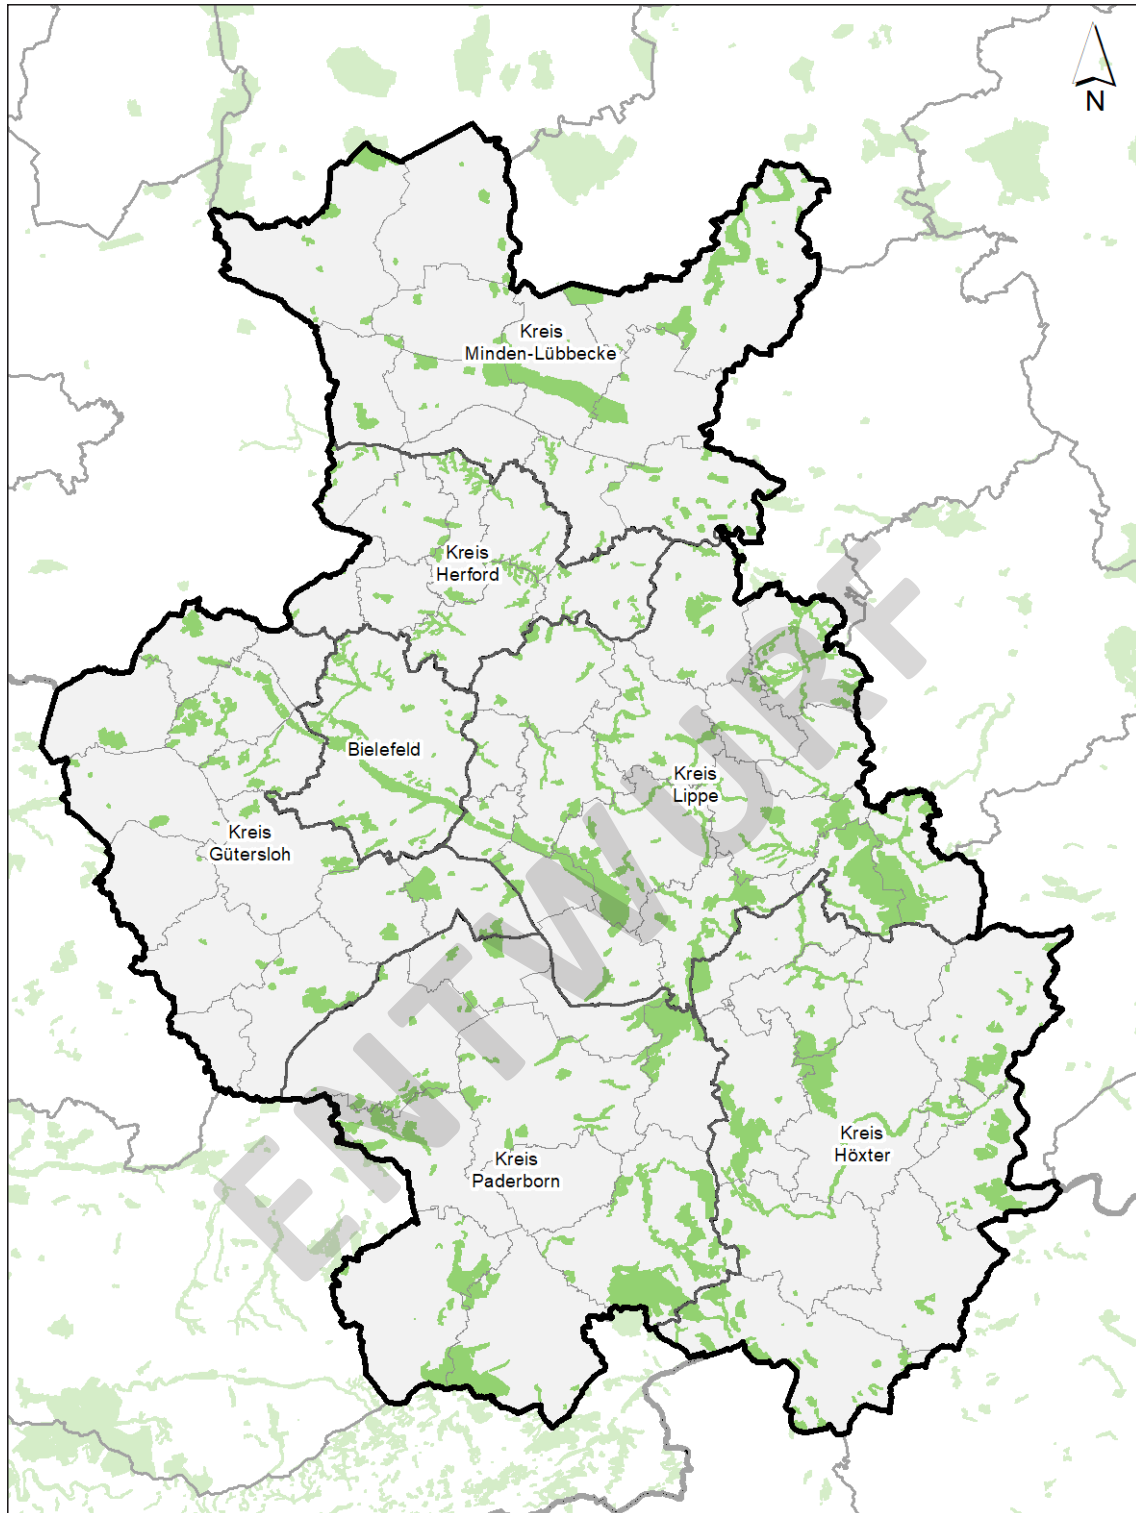 N
Kreis
Minden-Lübbecke
Kreis
Herford
Bielefeld
Kreis
Lippe
Kreis
Gütersloh
Kreis
Höxter
Kreis
Paderborn
ENTWURF